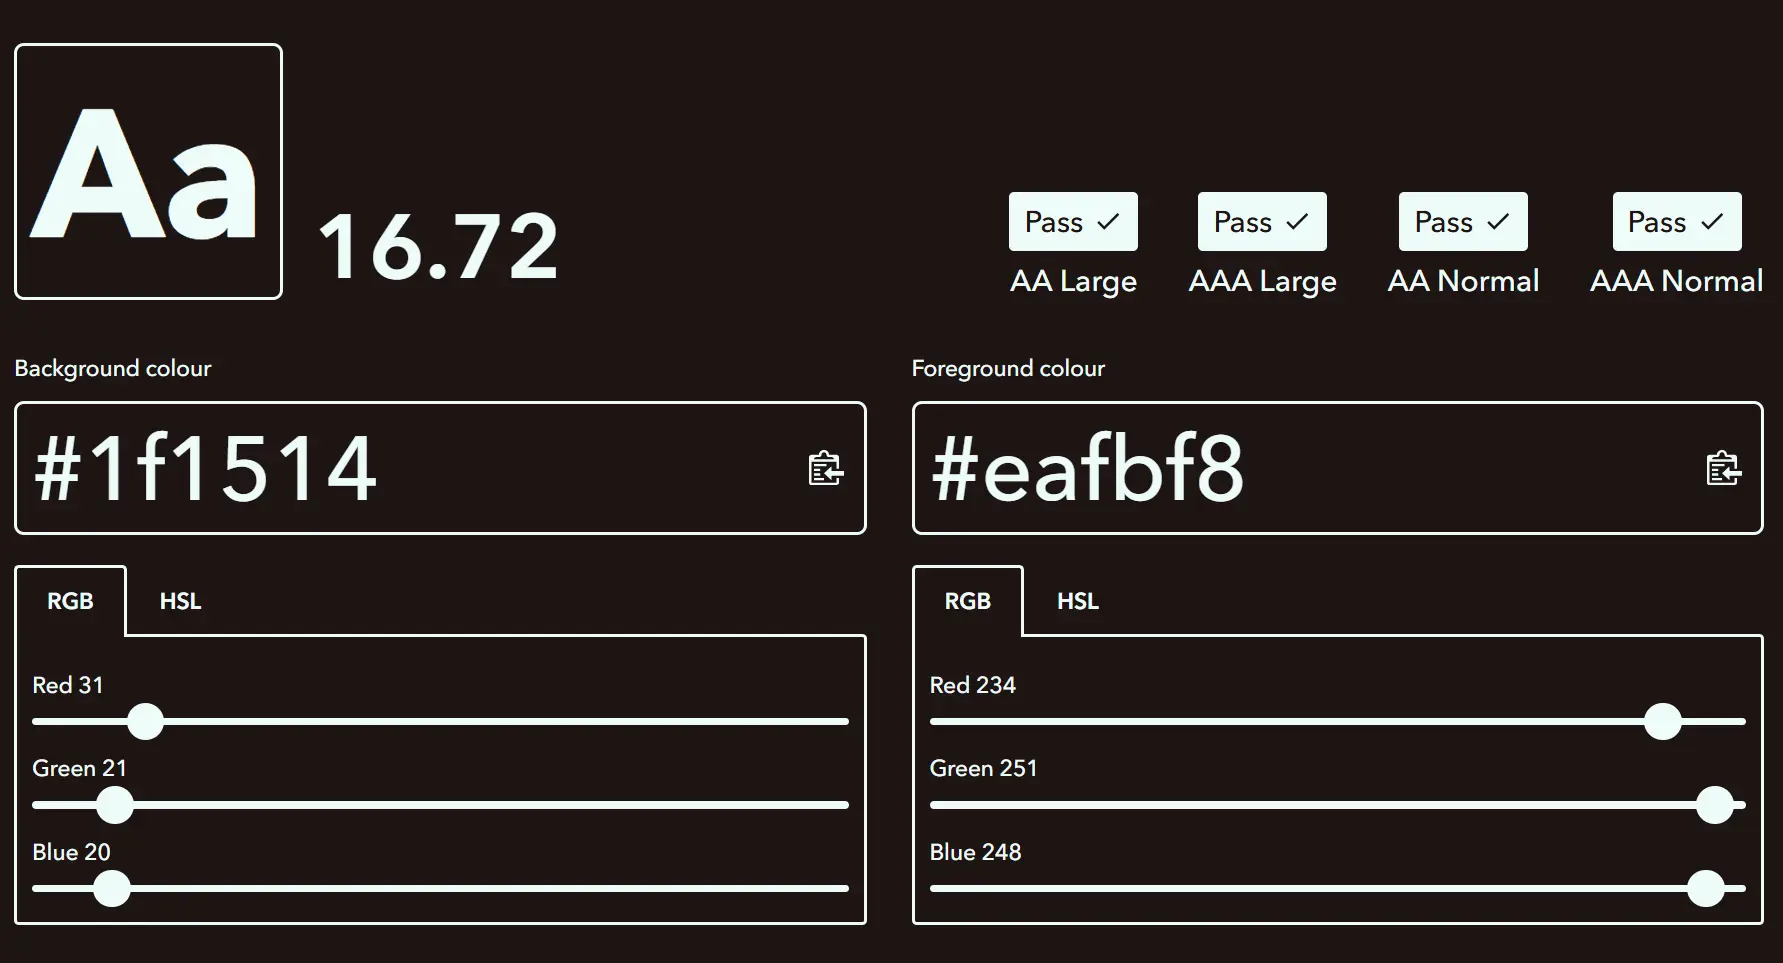 Aa
16.72
Pass
AA Large
Pass
AAA Large
Pass
AA Normal
Pass
AAA Normal
Background colour
#1f1514
RGB
HSL
Red 31
Green 21
Blue 20
Foreground colour
#eafbf8
RGB
HSL
Red 234
Green 251
Blue 248